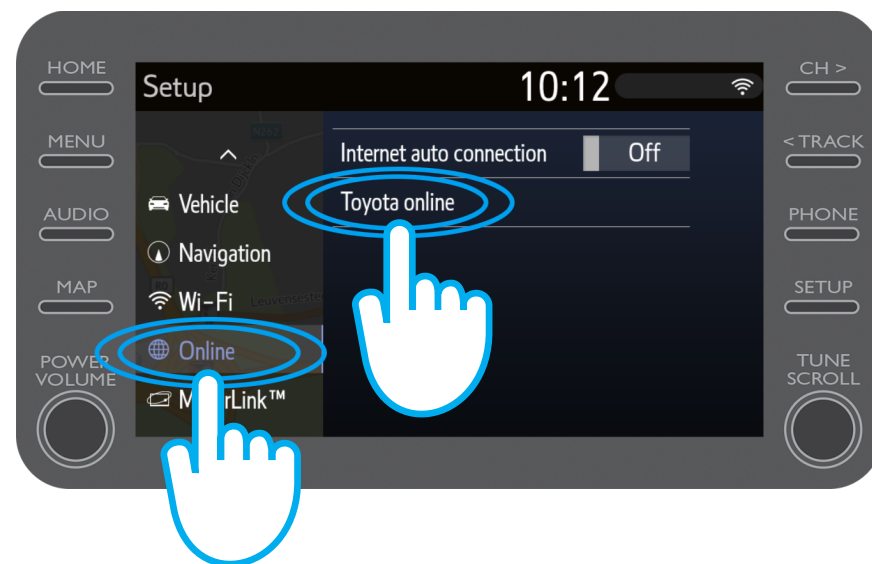 HOME
CH >
Setup
10:12
MENU
N262
< TRACK
Internet auto connection
Off
Vehicle
Toyota online
AUDIO
PHONE
Navigation
MAP
SETUP
Wi-Fi
Online
POWER
VOLUME
TUNE
SCROLL